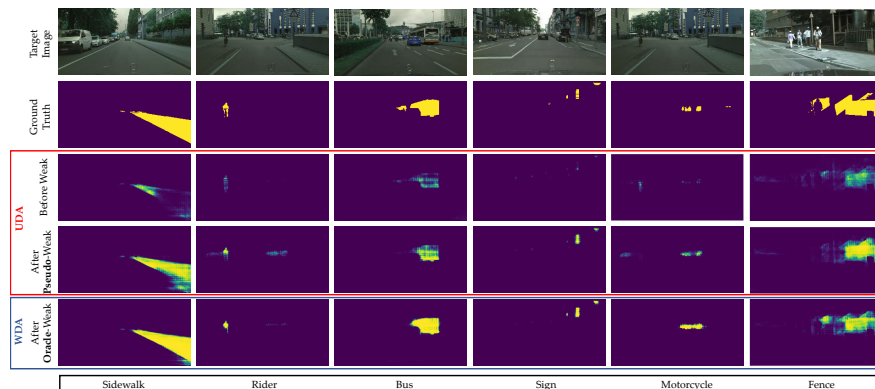 Target
Image
Ground
Truth
UDA
Before Weak
After
Pseudo-Weak
WDA
After
Oracle-Weak
Sidewalk Rider Bus Sign Motorcycle Fence